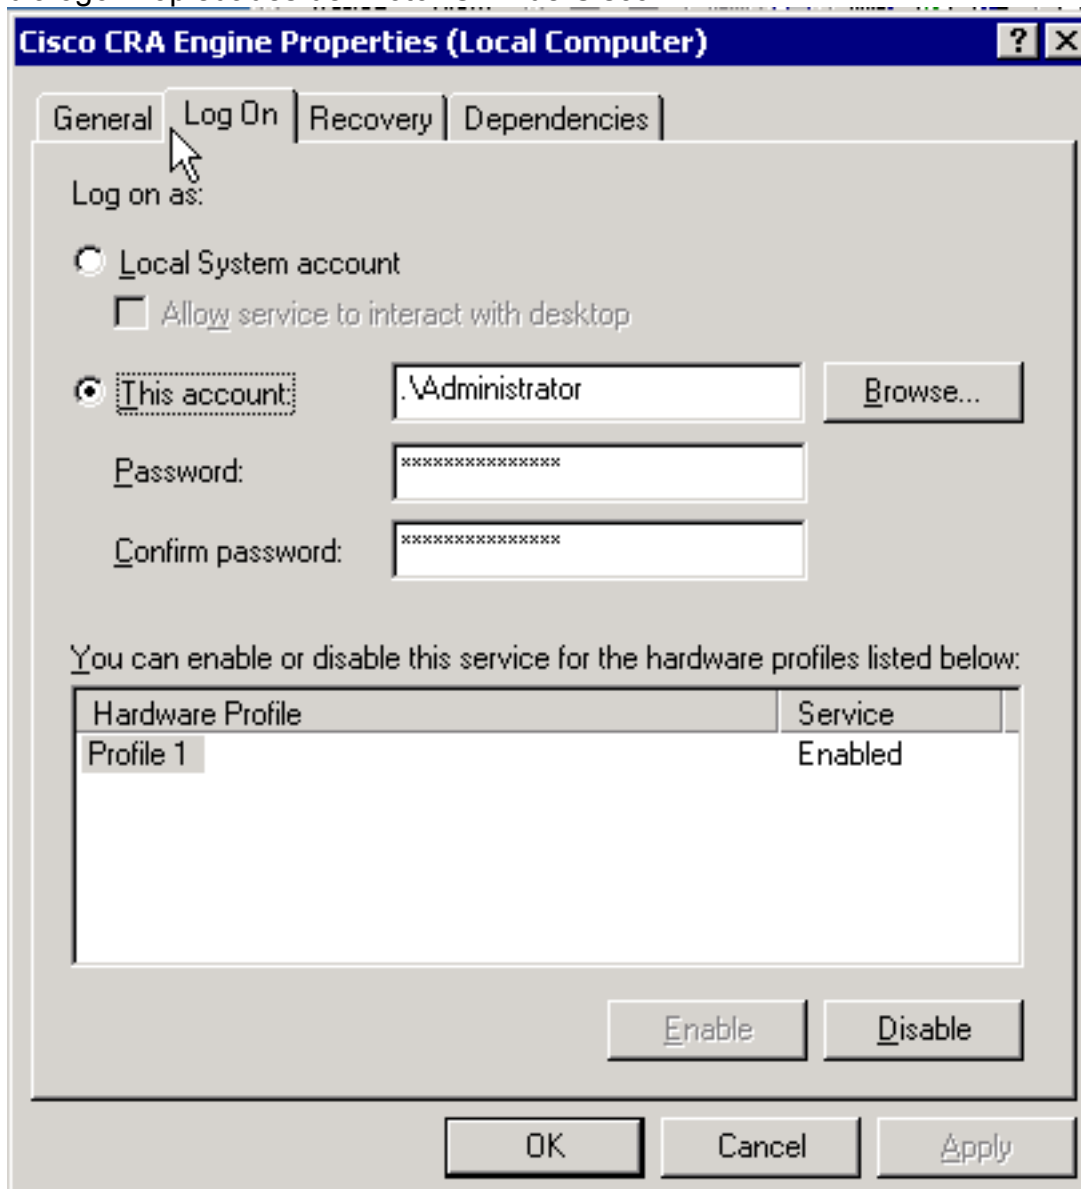 Cisco CRA Engine Properties (Local Computer)
General Log On Recovery Dependencies
Log on as:
Local System account
Allow service to interact with desktop
This account: .\Administrator Browse...
Password: ***************
Confirm password: ***************
You can enable or disable this service for the hardware profiles listed below:
Hardware Profile Service
Profile 1 Enabled
Enable Disable
OK Cancel Apply